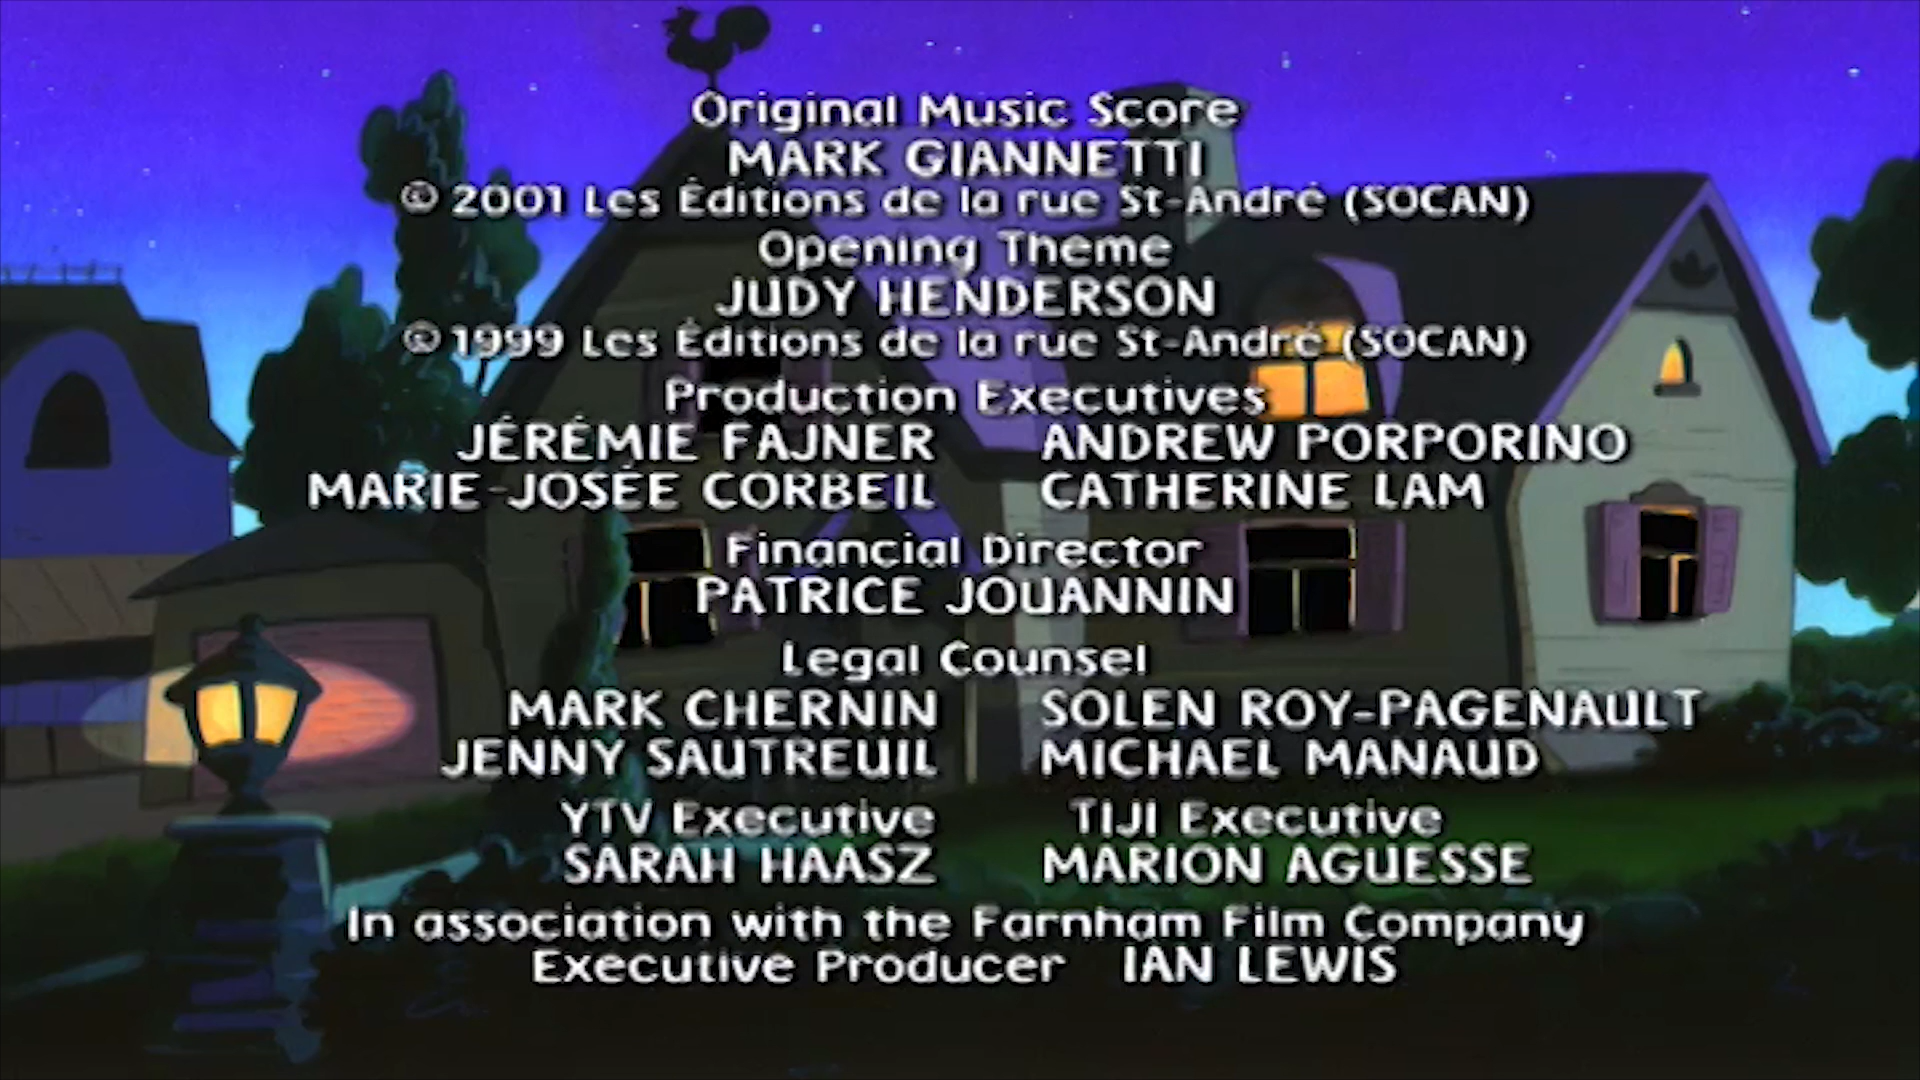 Original Music Score
MARK GIANNETTI
© 2001 Les Éditions de la rue St-André (SOCAN)
Opening Theme
JUDY HENDERSON
© 1999 Les Éditions de la rue St-André (SOCAN)
Production Executives
JÉRÉMIE FAJNER ANDREW PORPORINO
MARIE-JOSÉE CORBEIL CATHERINE LAM
Financial Director
PATRICE JOUANNIN
Legal Counsel
MARK CHERNIN SOLEN ROY-PAGENAULT
JENNY SAUTREUIL MICHAEL MANAUD
YTV Executive TIJI Executive
SARAH HAASZ MARION AGUESSE
In association with the Farnham Film Company
Executive Producer IAN LEWIS